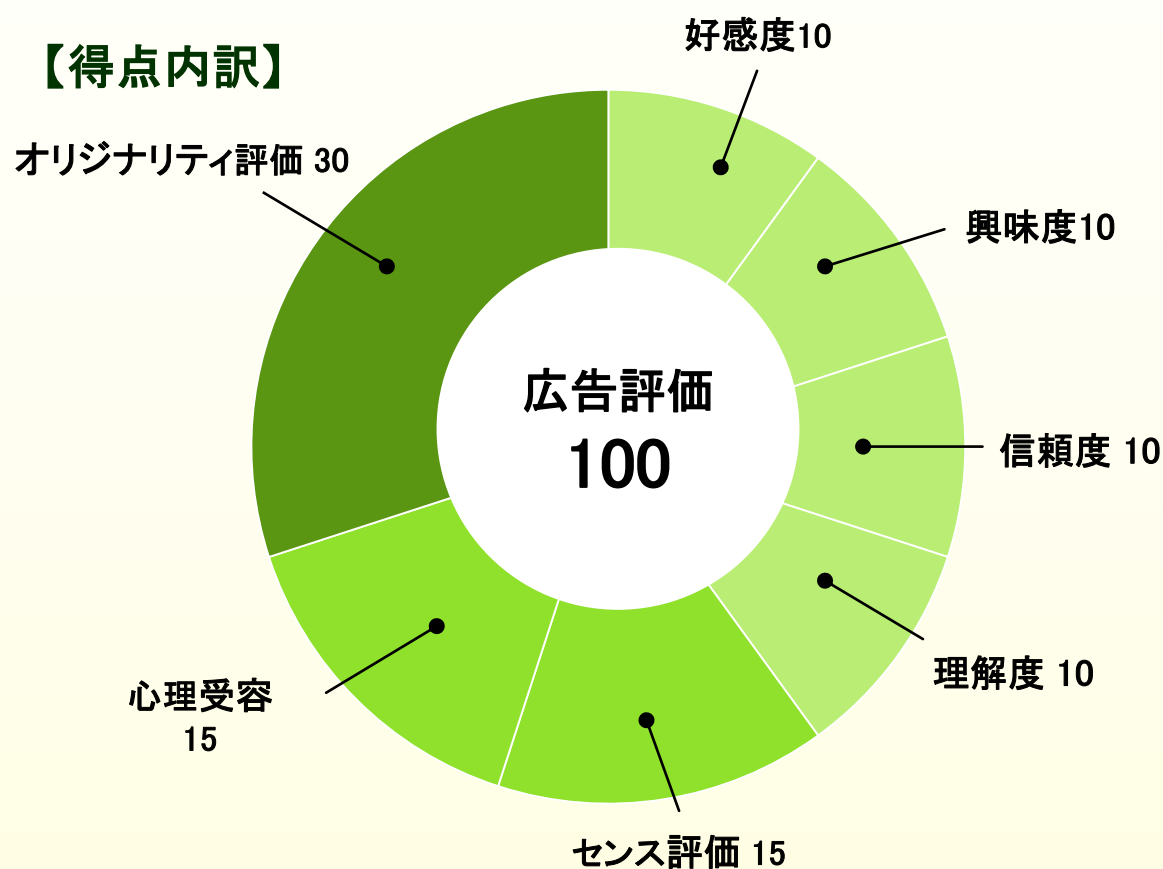 【得点内訳】
好感度10
オリジナリティ評価 30
興味度10
広告評価
100
信頼度 10
理解度 10
心理受容
15
センス評価 15